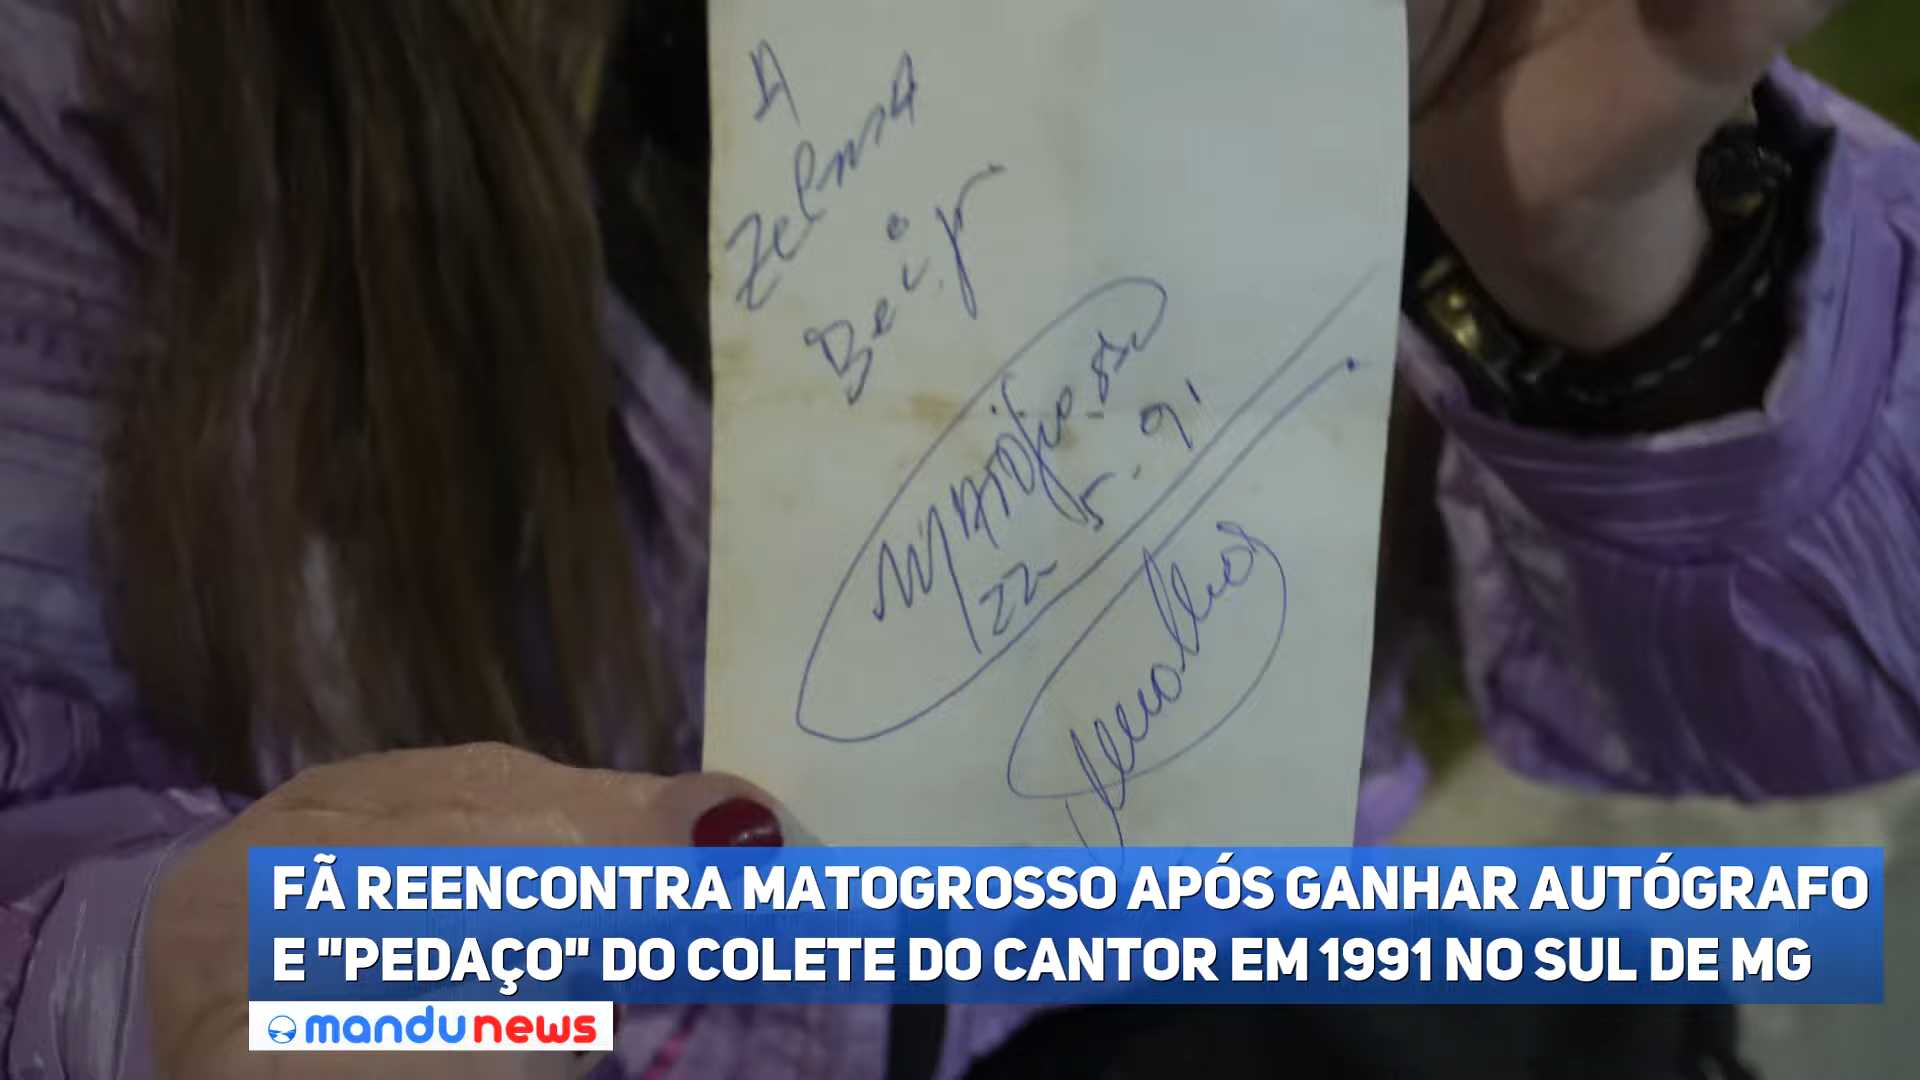 A
Zelma
Beijo
Matogrosso
22-5-91
FÃ REENCONTRA MATOGROSSO APÓS GANHAR AUTÓGRAFO
E "PEDAÇO" DO COLETE DO CANTOR EM 1991 NO SUL DE MG
mandu news